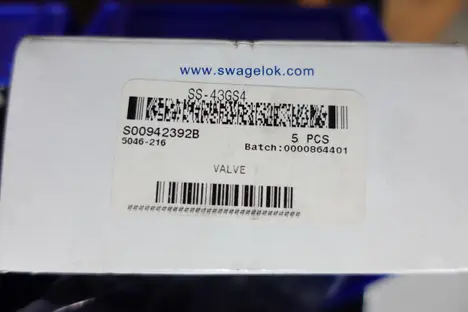 www.swagelok.com
SS-43GS4
S00942392B 5 PCS
5046-216 Batch:0000864401
VALVE